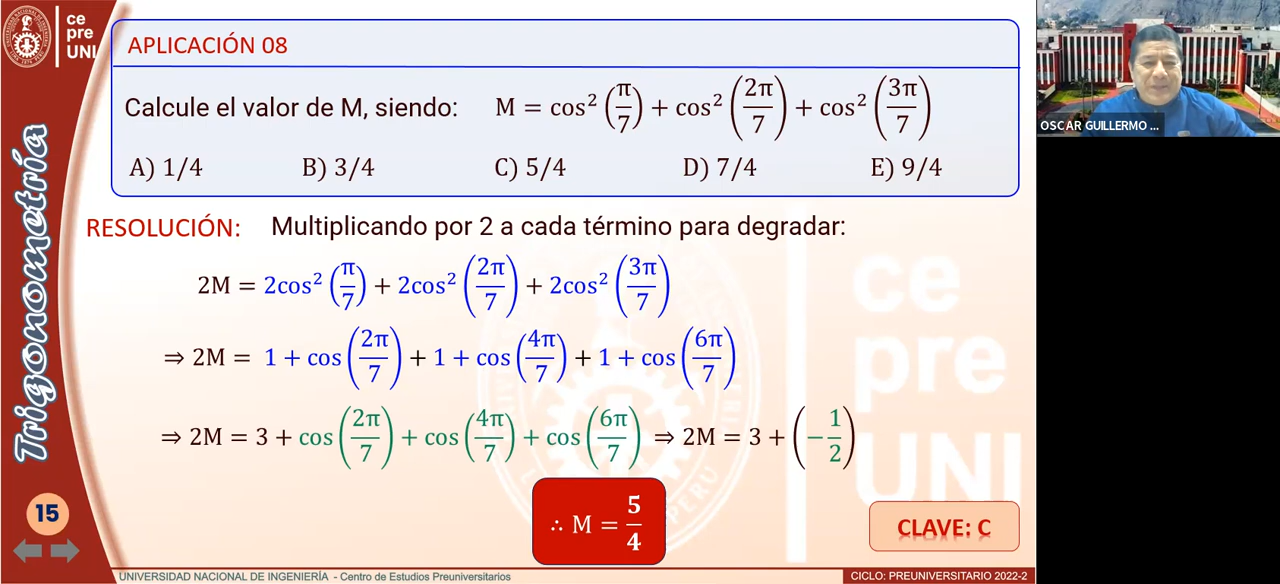 ce
pre
UNI
APLICACIÓN 08
Calcule el valor de M, siendo: M = cos² (π/7) + cos² (2π/7) + cos² (3π/7)
A) 1/4 B) 3/4 C) 5/4 D) 7/4 E) 9/4
RESOLUCIÓN: Multiplicando por 2 a cada término para degradar:
2M = 2cos² (π/7) + 2cos² (2π/7) + 2cos² (3π/7)
⇒ 2M = 1 + cos (2π/7) + 1 + cos (4π/7) + 1 + cos (6π/7)
⇒ 2M = 3 + cos (2π/7) + cos (4π/7) + cos (6π/7) ⇒ 2M = 3 + (−1/2)
∴ M = 5/4
CLAVE: C
Trigonometría
15
UNIVERSIDAD NACIONAL DE INGENIERÍA - Centro de Estudios Preuniversitarios
CICLO: PREUNIVERSITARIO 2022-2
ce
pre
UNI
OSCAR GUILLERMO ...